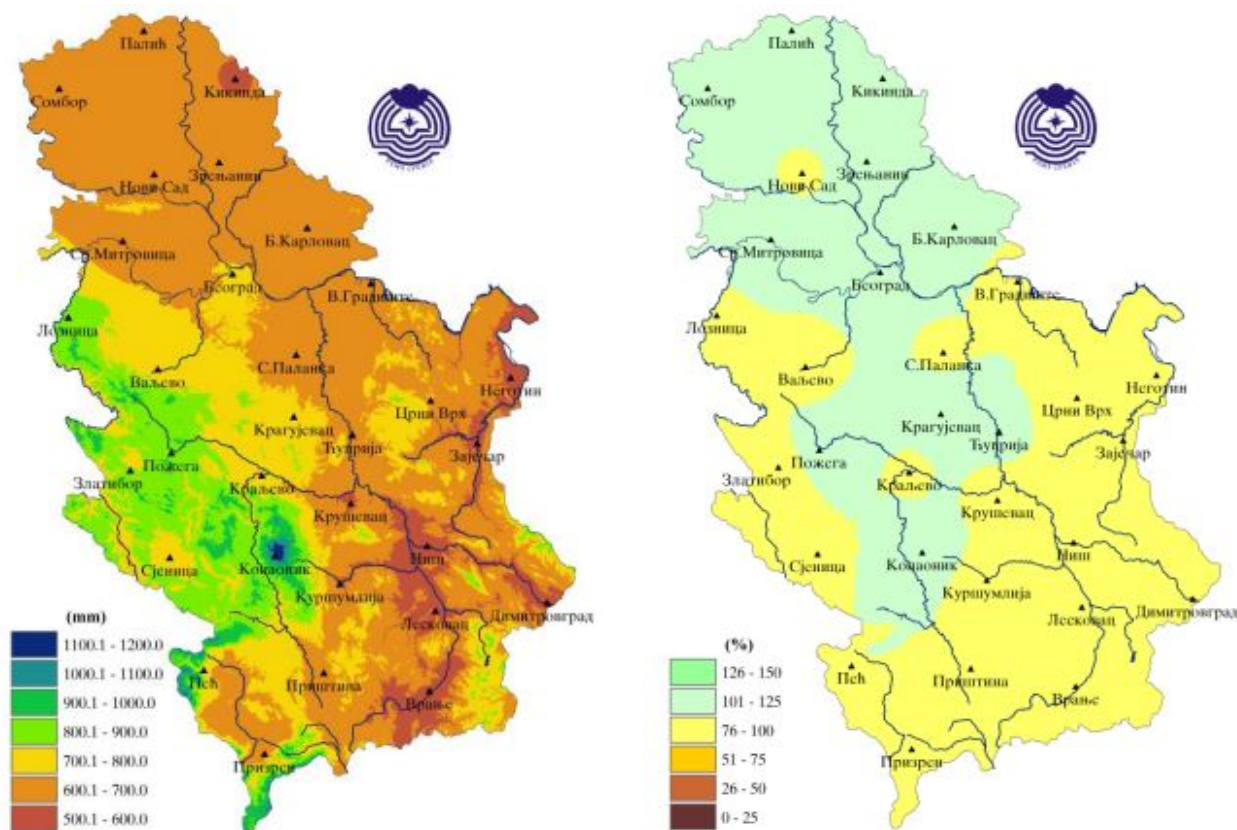 Палић
Кикинда
Сомбор
Нови Сад
Зрењанин
Б.Карловац
Ср.Митровица
Београд
В.Градиште
Лозница
С.Паланка
Ваљево
Неготин
Црни Врх
Крагујевац
Ћуприја
Зајечар
Пожега
Златибор
Краљево
Крушевац
Ниш
Сјеница
Копаоник
Куршумлија
Димитровград
Лесковац
Пећ
Приштина
Врање
Призрен
(mm)
1100.1 - 1200.0
1000.1 - 1100.0
900.1 - 1000.0
800.1 - 900.0
700.1 - 800.0
600.1 - 700.0
500.1 - 600.0
Палић
Кикинда
Сомбор
Нови Сад
Зрењанин
Б.Карловац
Ср.Митровица
Београд
В.Градиште
Лозница
С.Паланка
Ваљево
Неготин
Црни Врх
Крагујевац
Ћуприја
Зајечар
Пожега
Златибор
Краљево
Крушевац
Ниш
Сјеница
Копаоник
Куршумлија
Димитровград
Лесковац
Пећ
Приштина
Врање
Призрен
(%)
126 - 150
101 - 125
76 - 100
51 - 75
26 - 50
0 - 25